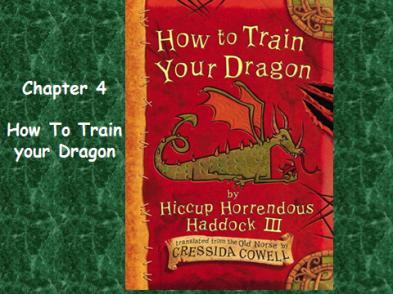 Chapter 4
How To Train
your Dragon
How to Train
Your Dragon
by
Hiccup Horrendous
Haddock III
translated from the Old Norse by
CRESSIDA COWELL